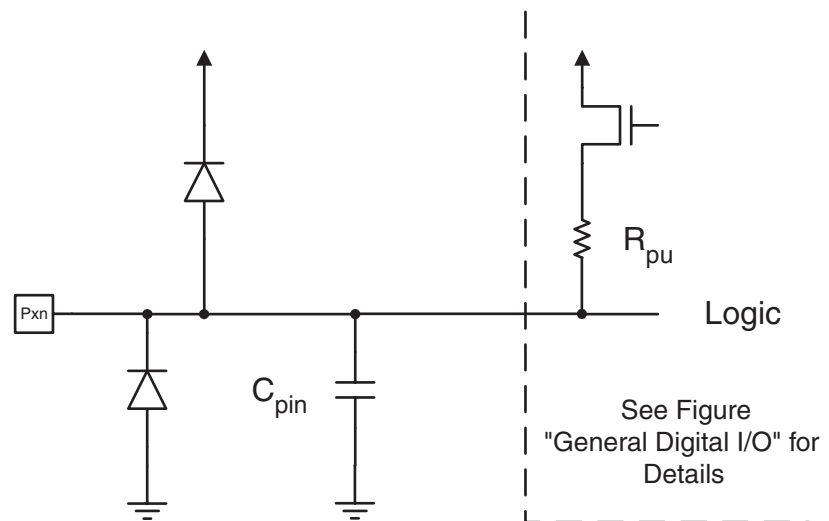 R
pu
Pxn
Logic
C
pin
See Figure
"General Digital I/O" for
Details